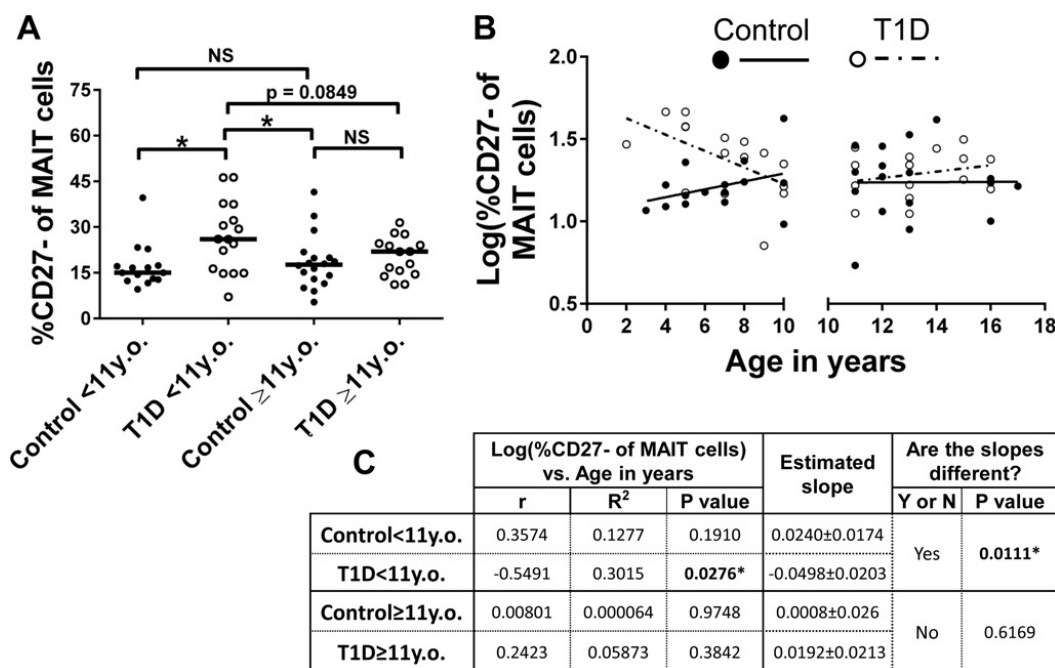 A
NS
p = 0.0849
*
*
NS
%CD27- of MAIT cells
75
60
45
30
15
0
Control <11y.o.
T1D <11y.o.
Control ≥11y.o.
T1D ≥11y.o.
B
Control
T1D
Log(%CD27- of
MAIT cells)
2.0
1.5
1.0
0.5
0 2 4 6 8 10
10 12 14 16 18
Age in years
C
Log(%CD27- of MAIT cells)
vs. Age in years
Estimated
slope
Are the slopes
different?
r R² P value Y or N P value
Control<11y.o. 0.3574 0.1277 0.1910 0.0240±0.0174
Yes 0.0111*
T1D<11y.o. -0.5491 0.3015 0.0276* -0.0498±0.0203
Control≥11y.o. 0.00801 0.000064 0.9748 0.0008±0.026
No 0.6169
T1D≥11y.o. 0.2423 0.05873 0.3842 0.0192±0.0213